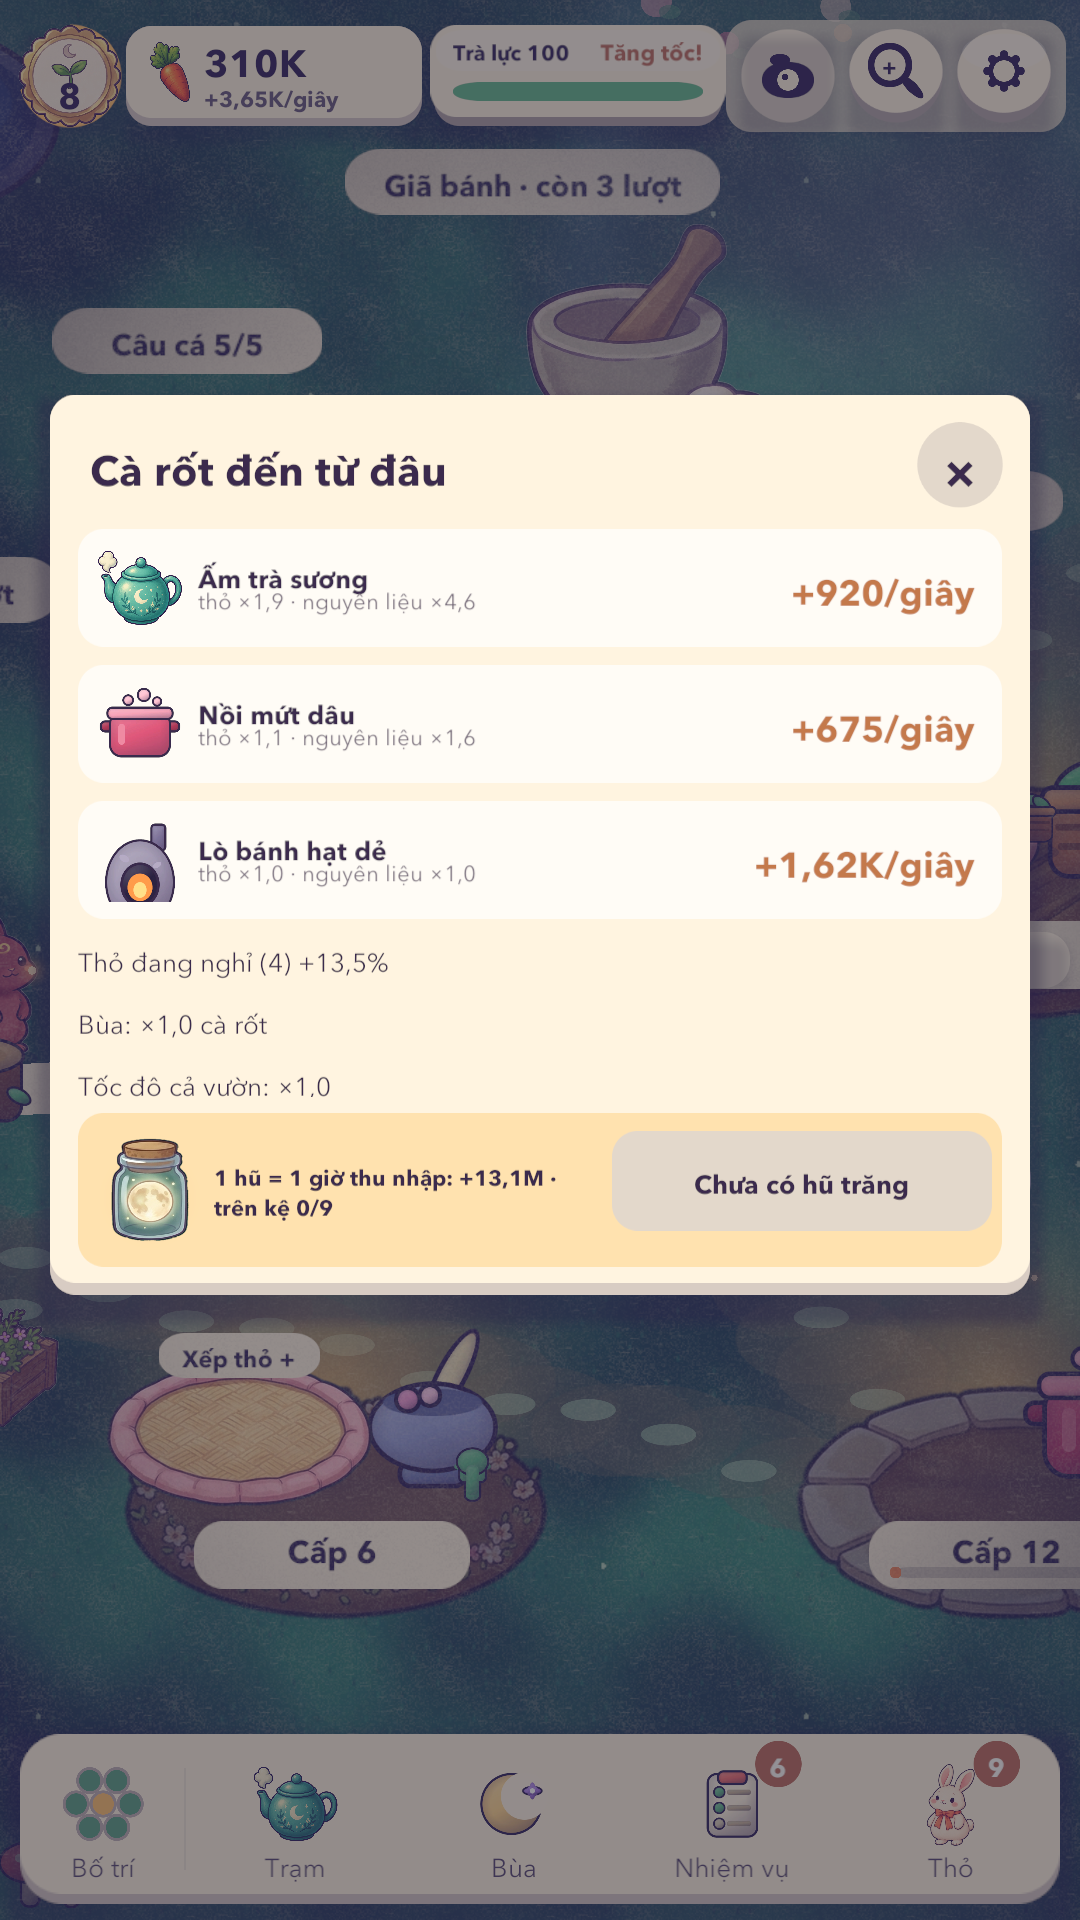 8
310K
+3,65K/giây
Trà lực 100
Tăng tốc!
Giã bánh · còn 3 lượt
Câu cá 5/5
Cà rốt đến từ đâu
×
Ấm trà sương
thỏ ×1,9 · nguyên liệu ×4,6
+920/giây
Nồi mứt dâu
thỏ ×1,1 · nguyên liệu ×1,6
+675/giây
Lò bánh hạt dẻ
thỏ ×1,0 · nguyên liệu ×1,0
+1,62K/giây
Thỏ đang nghỉ (4) +13,5%
Bùa: ×1,0 cà rốt
Tốc độ cả vườn: ×1,0
1 hũ = 1 giờ thu nhập: +13,1M ·
trên kệ 0/9
Chưa có hũ trăng
Xếp thỏ +
Cấp 6
Cấp 12
6
9
Bố trí
Trạm
Bùa
Nhiệm vụ
Thỏ